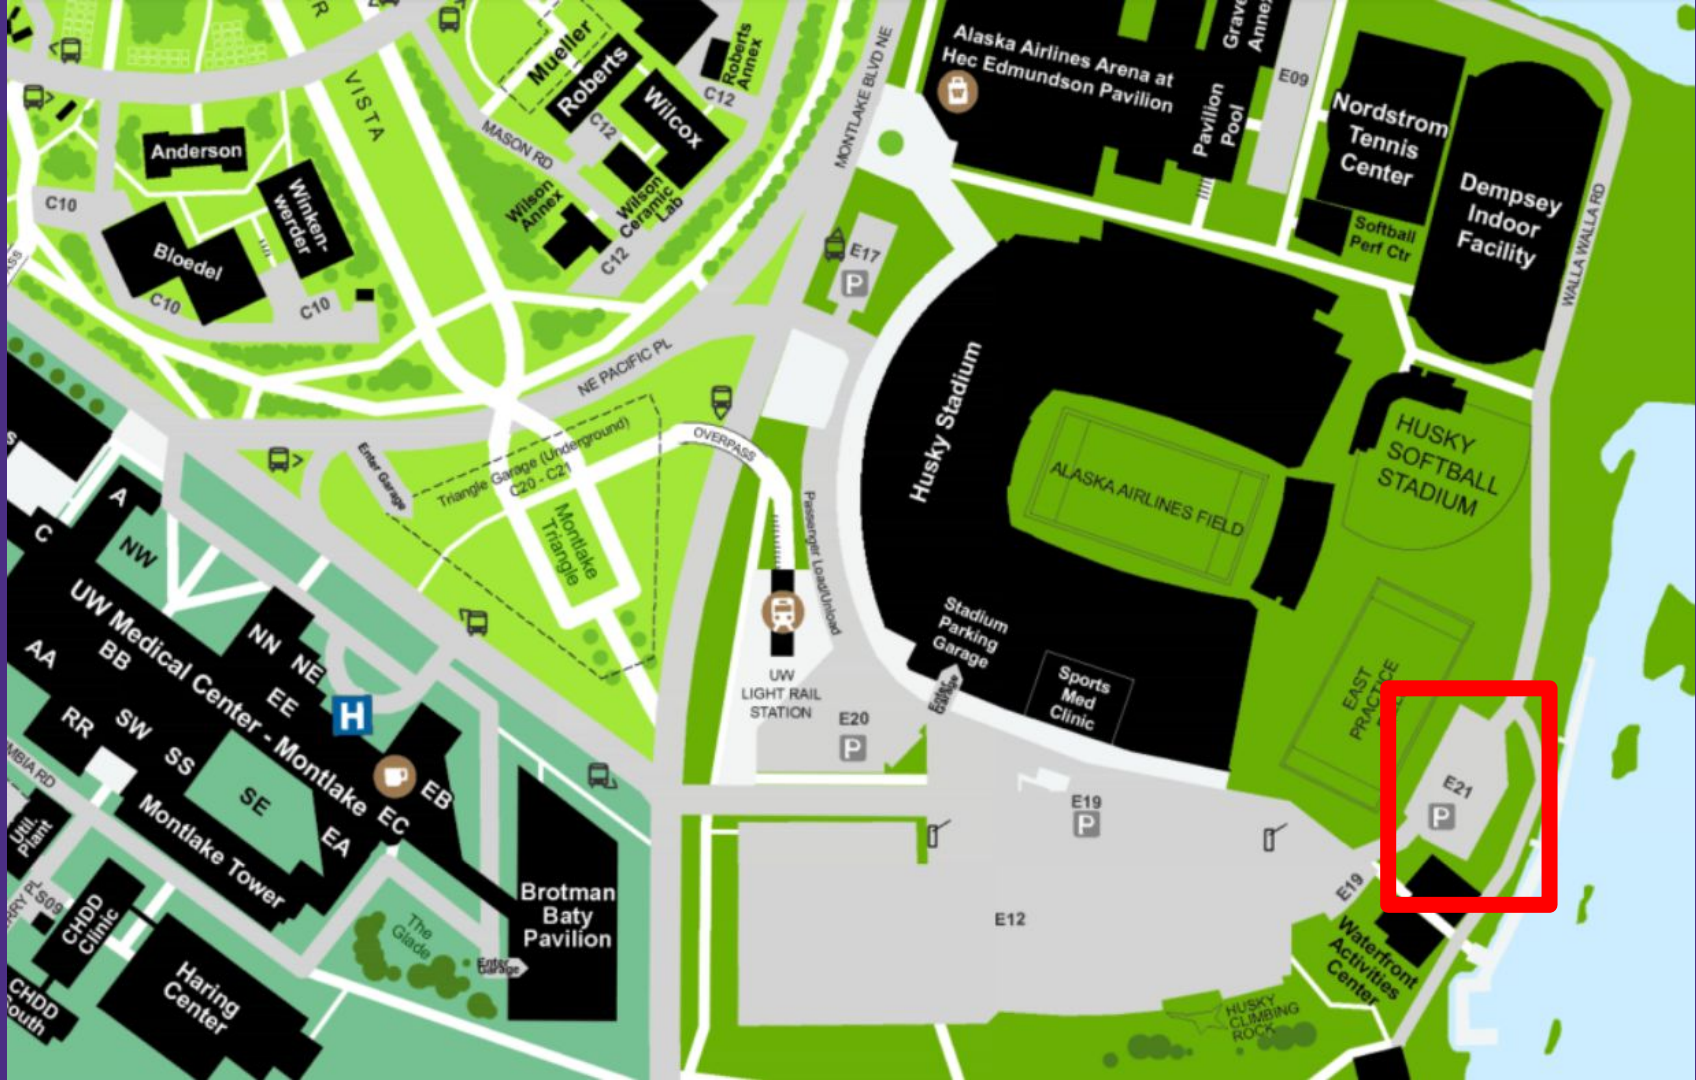 VISTA
Mueller
Roberts
Roberts
Annex
Wilcox
C12
C12
MASON RD
Wilson
Annex
Wilson
Ceramic
Lab
C12
Anderson
Winken-
werder
C10
Bloedel
C10
C10
MONTLAKE BLVD NE
Alaska Airlines Arena at
Hec Edmundson Pavilion
W
Pavilion
Pool
Annex
E09
Nordstrom
Tennis
Center
Dempsey
Indoor
Facility
Softball
Perf Ctr
WALLA WALLA RD
E17
P
NE PACIFIC PL
OVERPASS
Enter Garage
Triangle Garage (Underground)
C20 - C21
Montlake
Triangle
Passenger Load/Unload
Husky Stadium
ALASKA AIRLINES FIELD
HUSKY
SOFTBALL
STADIUM
EAST
PRACTICE
Stadium
Parking
Garage
Enter
Garage
Sports
Med
Clinic
UW
LIGHT RAIL
STATION
E20
P
E19
P
E21
P
E19
E12
Waterfront
Activities
Center
HUSKY
CLIMBING
ROCK
A
C
NW
UW Medical Center - Montlake
AA
BB
NN
NE
EE
H
RR
SW
SS
SE
EA
EC
EB
Montlake Tower
Util.
Plant
S09
CHDD
Clinic
CHDD
Haring
Center
The
Glade
Enter
Garage
Brotman
Baty
Pavilion